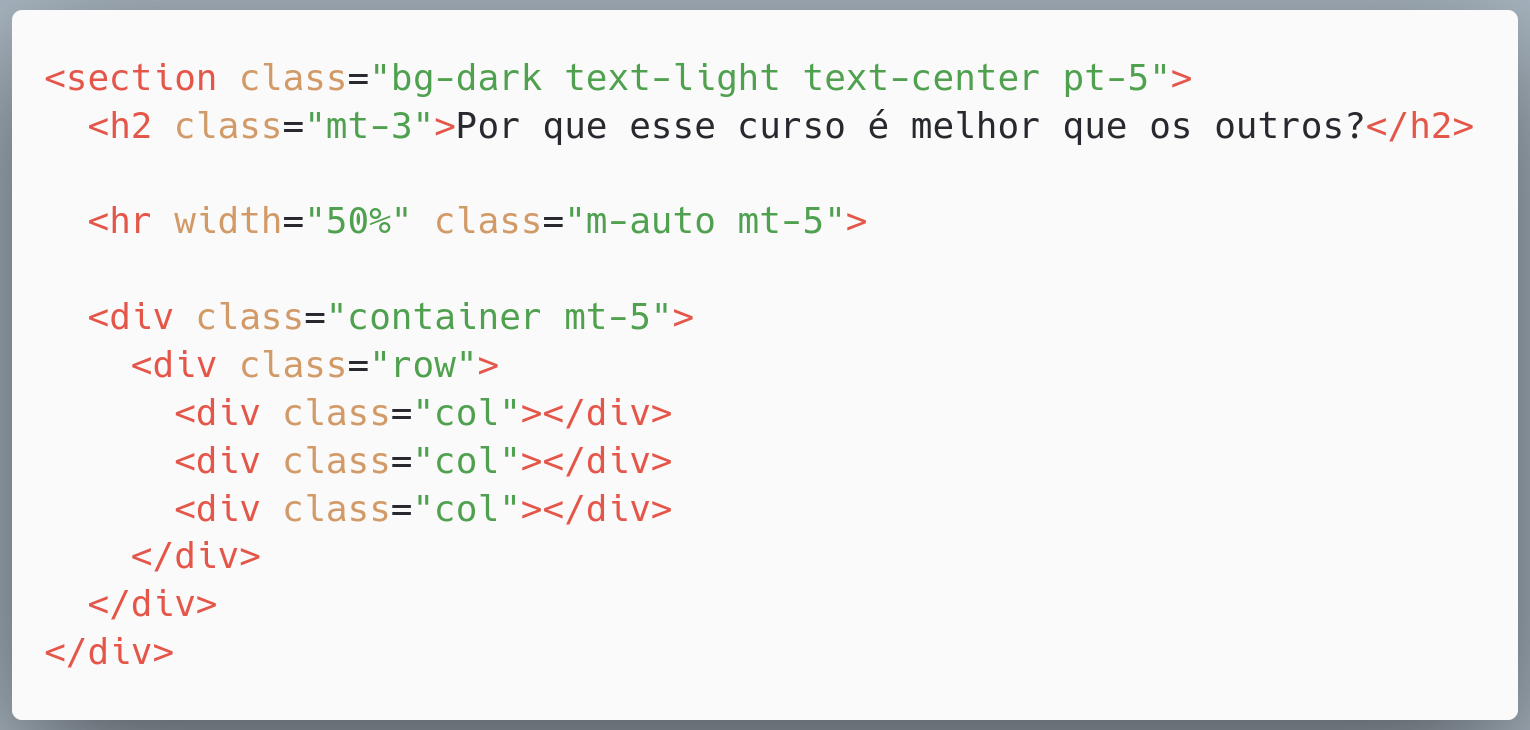 <section class="bg-dark text-light text-center pt-5">
<h2 class="mt-3">Por que esse curso é melhor que os outros?</h2>
<hr width="50%" class="m-auto mt-5">
<div class="container mt-5">
<div class="row">
<div class="col"></div>
<div class="col"></div>
<div class="col"></div>
</div>
</div>
</div>